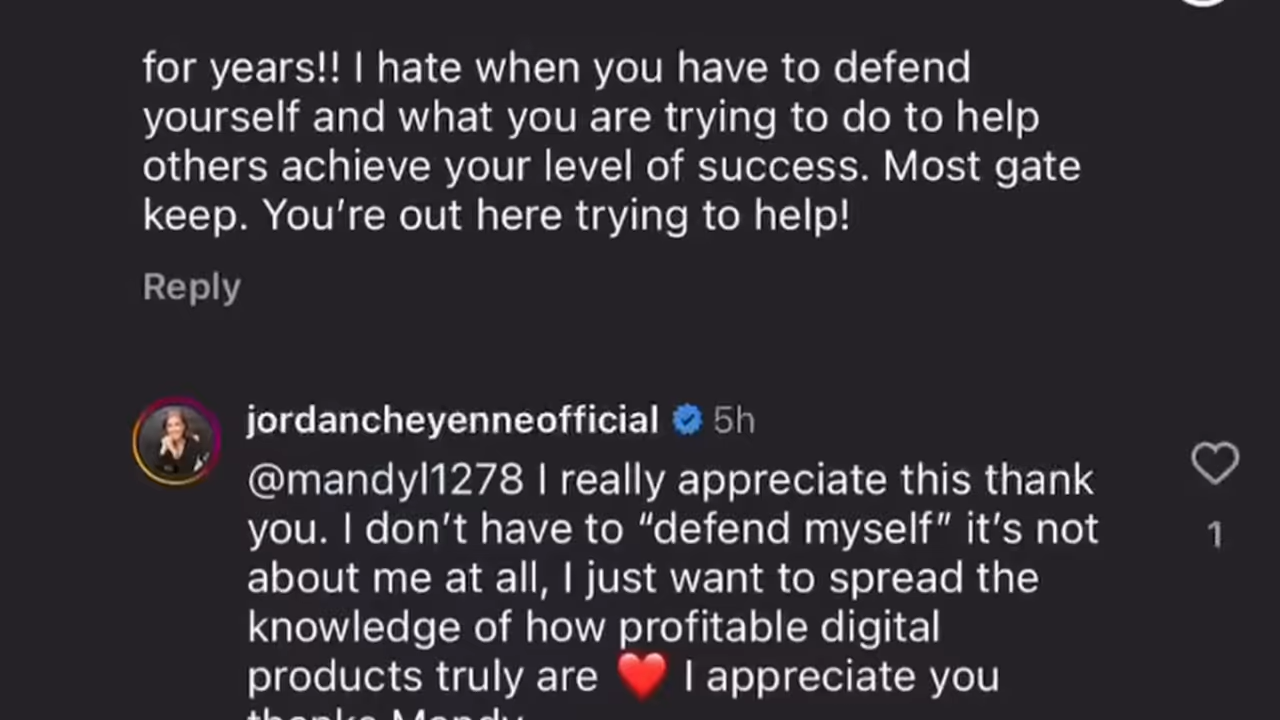 for years!! I hate when you have to defend
yourself and what you are trying to do to help
others achieve your level of success. Most gate
keep. You're out here trying to help!
Reply
jordancheyenneofficial 5h
@mandyl1278 I really appreciate this thank
you. I don't have to “defend myself” it's not
1
about me at all, I just want to spread the
knowledge of how profitable digital
products truly are ❤️ I appreciate you
thanks Mandy